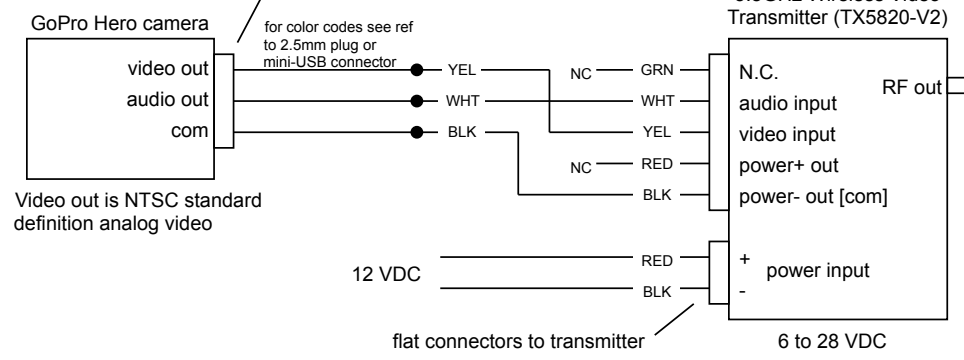 GoPro Hero camera
for color codes see ref
to 2.5mm plug or
mini-USB connector
Transmitter (TX5820-V2)
video out
audio out
com
YEL
WHT
BLK
NC
GRN
WHT
YEL
NC
RED
BLK
N.C.
audio input
video input
power+ out
power- out [com]
RF out
Video out is NTSC standard
definition analog video
12 VDC
RED
BLK
+
-
power input
flat connectors to transmitter
6 to 28 VDC